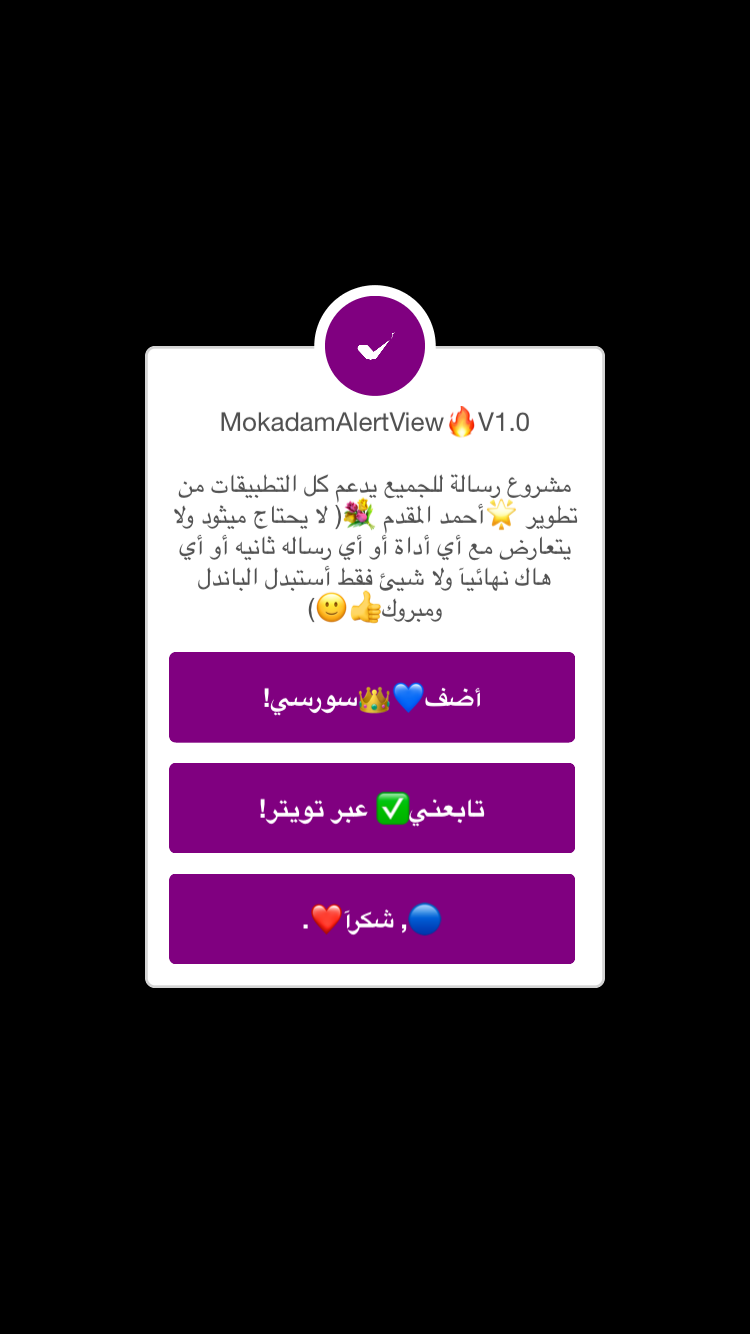 MokadamAlertView🔥V1.0
مشروع رسالة للجميع يدعم كل التطبيقات من
تطوير 🌟أحمد المقدم 💐( لا يحتاج ميثود ولا
يتعارض مع أي أداة أو أي رساله ثانيه أو أي
هاك نهائياَ ولا شيئ فقط أستبدل الباندل
ومبروك👍🙂)
أضف💙👑سورسي!
تابعني✅ عبر تويتر!
🔵, شكراَ❤️.